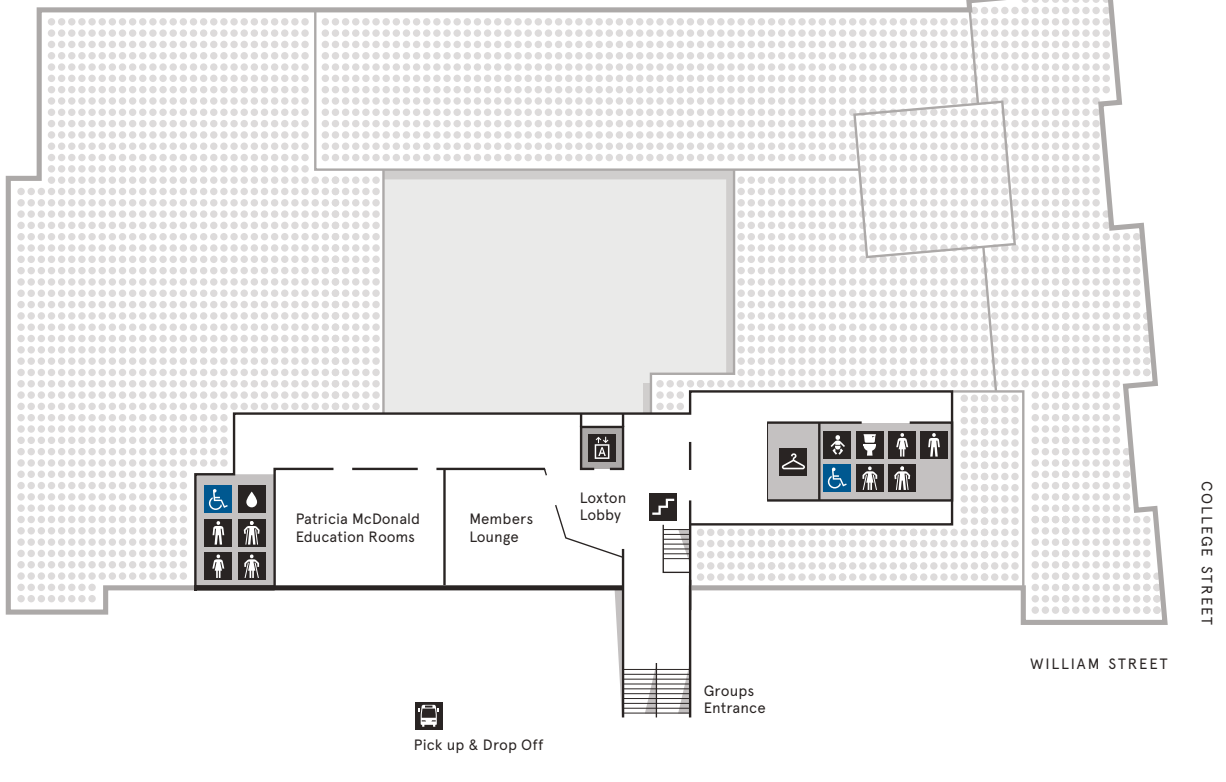 A
Loxton
Lobby
Patricia McDonald
Education Rooms
Members
Lounge
COLLEGE STREET
WILLIAM STREET
Groups
Entrance
Pick up & Drop Off